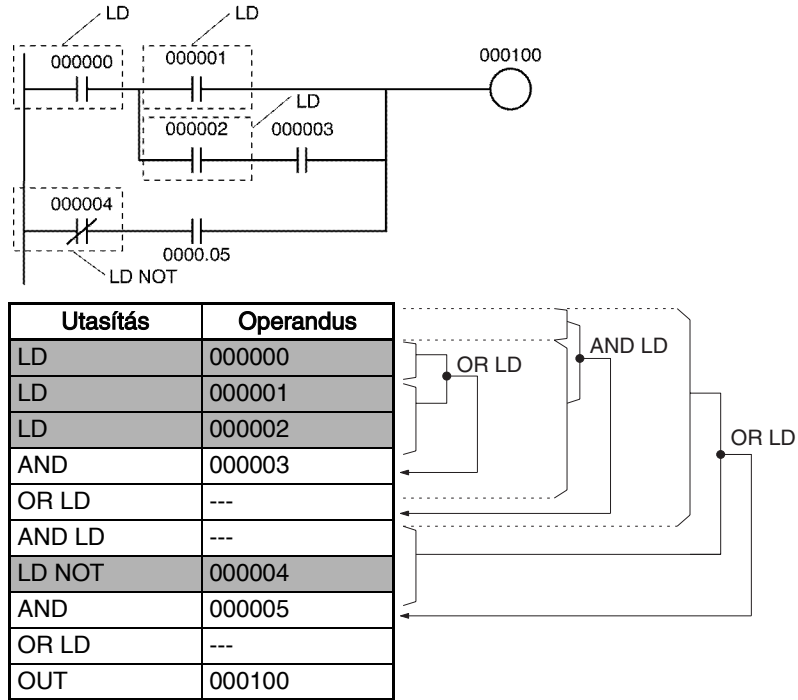 LD LD
000000 000001 000100
LD
000002 000003
000004
0000.05
LD NOT
Utasítás Operandus
LD 000000
LD 000001
LD 000002
AND 000003
OR LD ---
AND LD ---
LD NOT 000004
AND 000005
OR LD ---
OUT 000100
AND LD
OR LD
OR LD